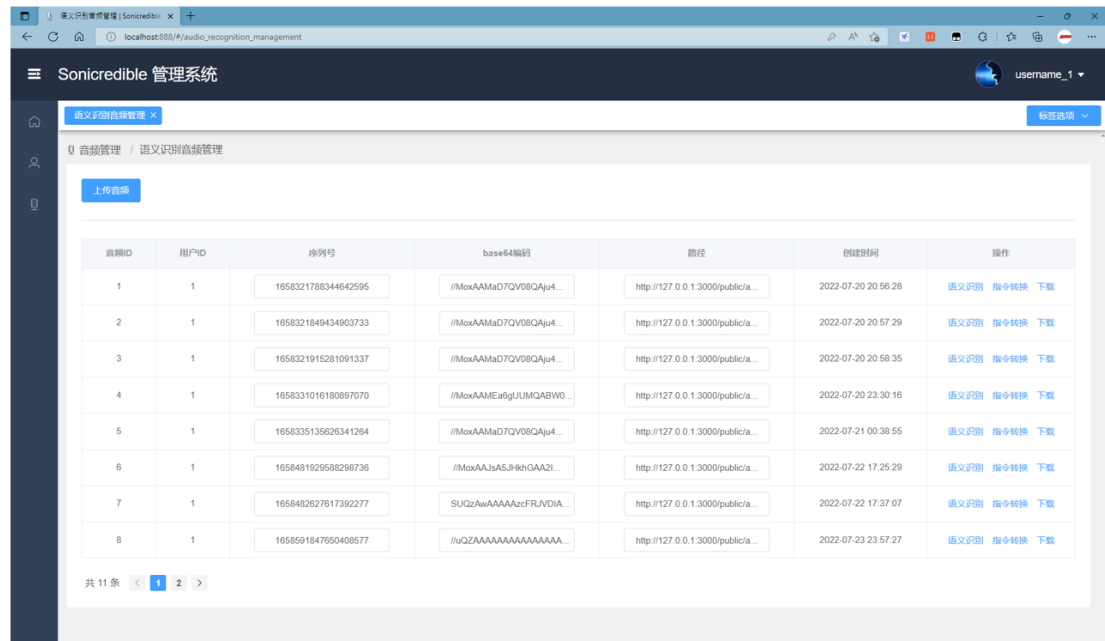 语义识别音频管理 | Sonicredible
localhost:888/#/audio_recognition_management
Sonicredible 管理系统
username_1
语义识别音频管理 ×
标签选项
音频管理 / 语义识别音频管理
上传音频
音频ID 用户ID 序列号 base64编码 路径 创建时间 操作
1 1 1658321788344642595 //MoxAAMaD7QV08QAju4... http://127.0.0.1:3000/public/a... 2022-07-20 20:56:28 语义识别 指令转换 下载
2 1 1658321849434903733 //MoxAAMaD7QV08QAju4... http://127.0.0.1:3000/public/a... 2022-07-20 20:57:29 语义识别 指令转换 下载
3 1 1658321915281091337 //MoxAAMaD7QV08QAju4... http://127.0.0.1:3000/public/a... 2022-07-20 20:58:35 语义识别 指令转换 下载
4 1 1658331016180897070 //MoxAAMEa6gUUMQABW0... http://127.0.0.1:3000/public/a... 2022-07-20 23:30:16 语义识别 指令转换 下载
5 1 1658335135626341264 //MoxAAMaD7QV08QAju4... http://127.0.0.1:3000/public/a... 2022-07-21 00:38:55 语义识别 指令转换 下载
6 1 1658481929588298736 //MoxAAJsA5JHkhGAA2I... http://127.0.0.1:3000/public/a... 2022-07-22 17:25:29 语义识别 指令转换 下载
7 1 1658482627617392277 SUQzAwAAAAAzcFRJVDIA... http://127.0.0.1:3000/public/a... 2022-07-22 17:37:07 语义识别 指令转换 下载
8 1 1658591847650408577 //uQZAAAAAAAAAAAAAAA... http://127.0.0.1:3000/public/a... 2022-07-23 23:57:27 语义识别 指令转换 下载
共 11 条 < 1 2 >